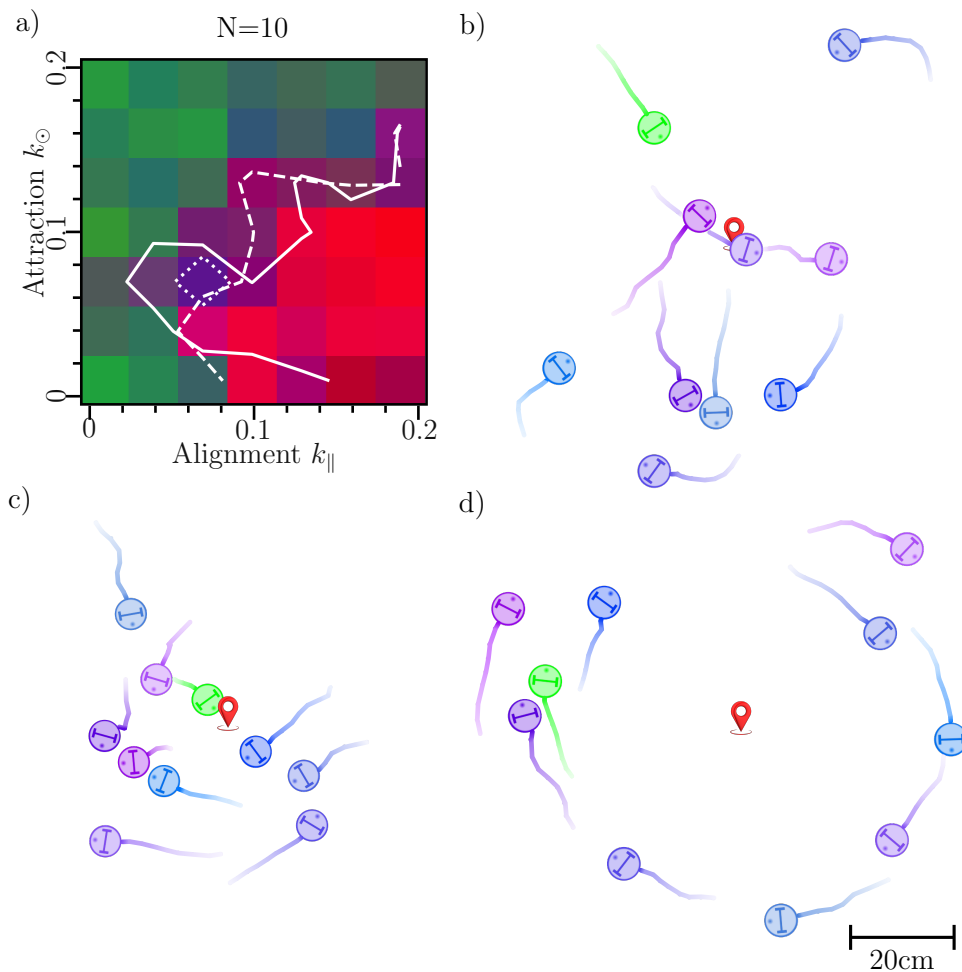 a)
N=10
b)
0.2
0.1
0
Attraction k⊙
0
0.1
0.2
Alignment k∥
c)
d)
20cm